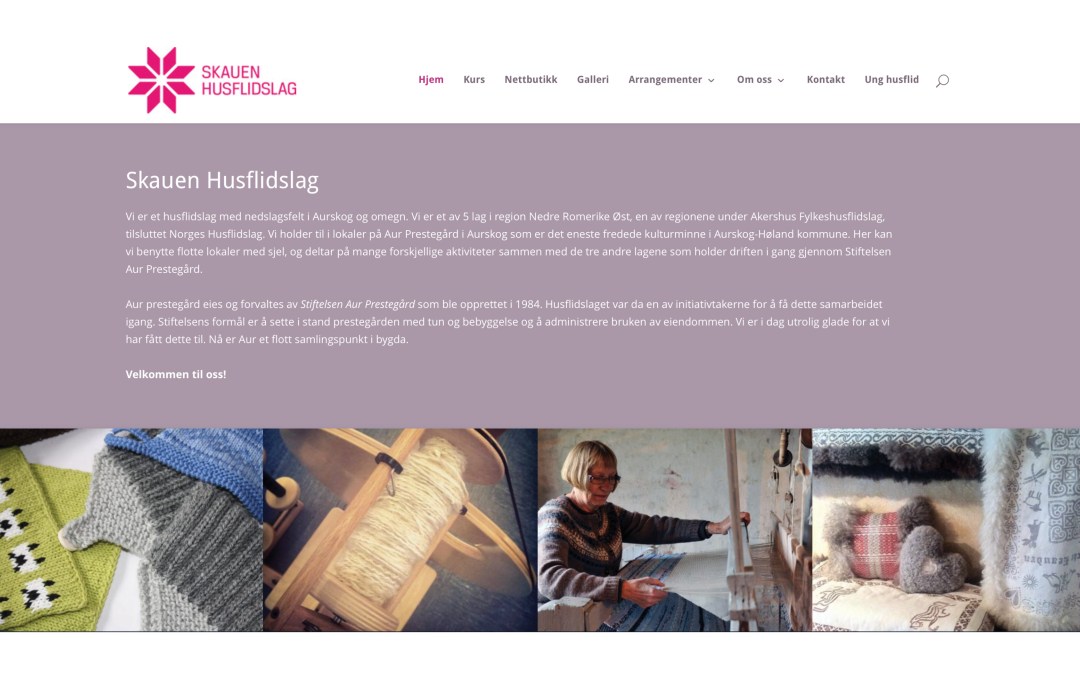 SKAUEN
HUSFLIDSLAG
Hjem Kurs Nettbutikk Galleri Arrangementer Om oss Kontakt Ung husflid
Skauen Husflidslag
Vi er et husflidslag med nedslagsfelt i Aurskog og omegn. Vi er et av 5 lag i region Nedre Romerike Øst, en av regionene under Akershus Fylkeshusflidslag,
tilsluttet Norges Husflidslag. Vi holder til i lokaler på Aur Prestegård i Aurskog som er det eneste fredede kulturminne i Aurskog-Høland kommune. Her kan
vi benytte flotte lokaler med sjel, og deltar på mange forskjellige aktiviteter sammen med de tre andre lagene som holder driften i gang gjennom Stiftelsen
Aur Prestegård.
Aur prestegård eies og forvaltes av Stiftelsen Aur Prestegård som ble opprettet i 1984. Husflidslaget var da en av initiativtakerne for å få dette samarbeidet
igang. Stiftelsens formål er å sette i stand prestegården med tun og bebyggelse og å administrere bruken av eiendommen. Vi er i dag utrolig glade for at vi
har fått dette til. Nå er Aur et flott samlingspunkt i bygda.
Velkommen til oss!